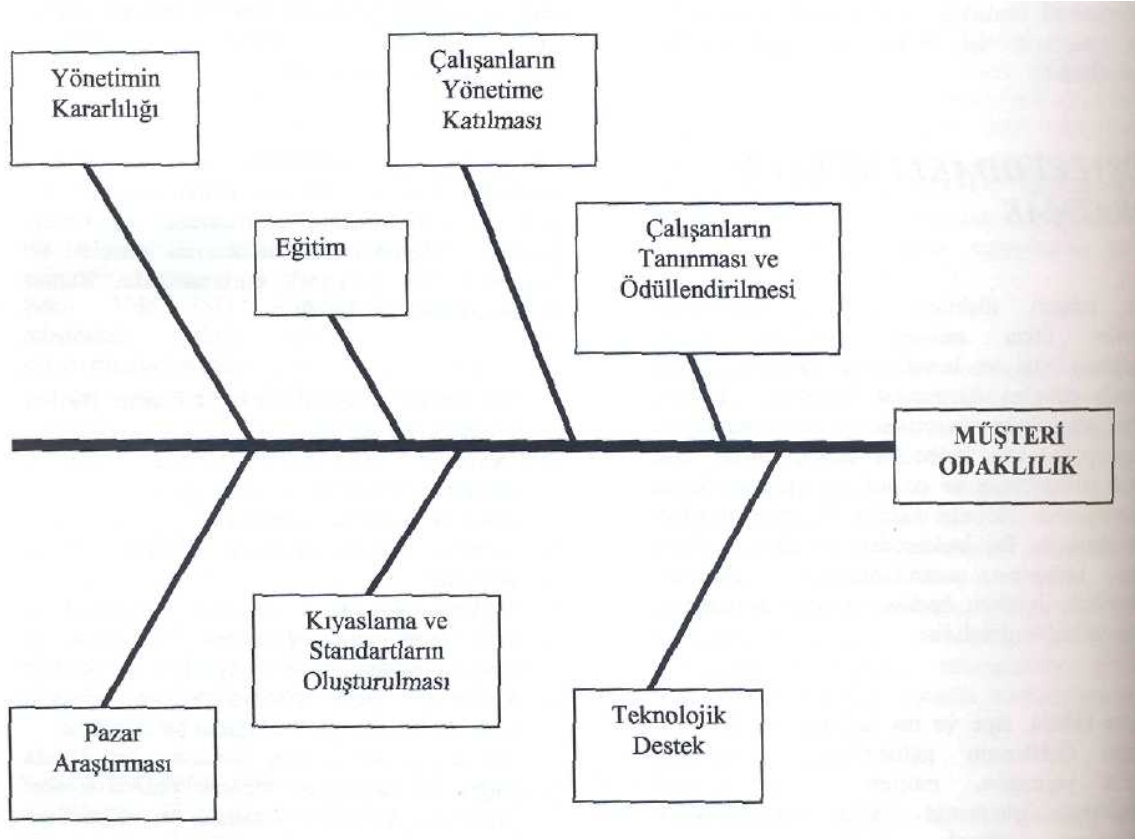 Yönetimin
Kararlılığı
Çalışanların
Yönetime
Katılması
Eğitim
Çalışanların
Tanınması ve
Ödüllendirilmesi
MÜŞTERİ
ODAKLILIK
Kıyaslama ve
Standartların
Oluşturulması
Pazar
Araştırması
Teknolojik
Destek